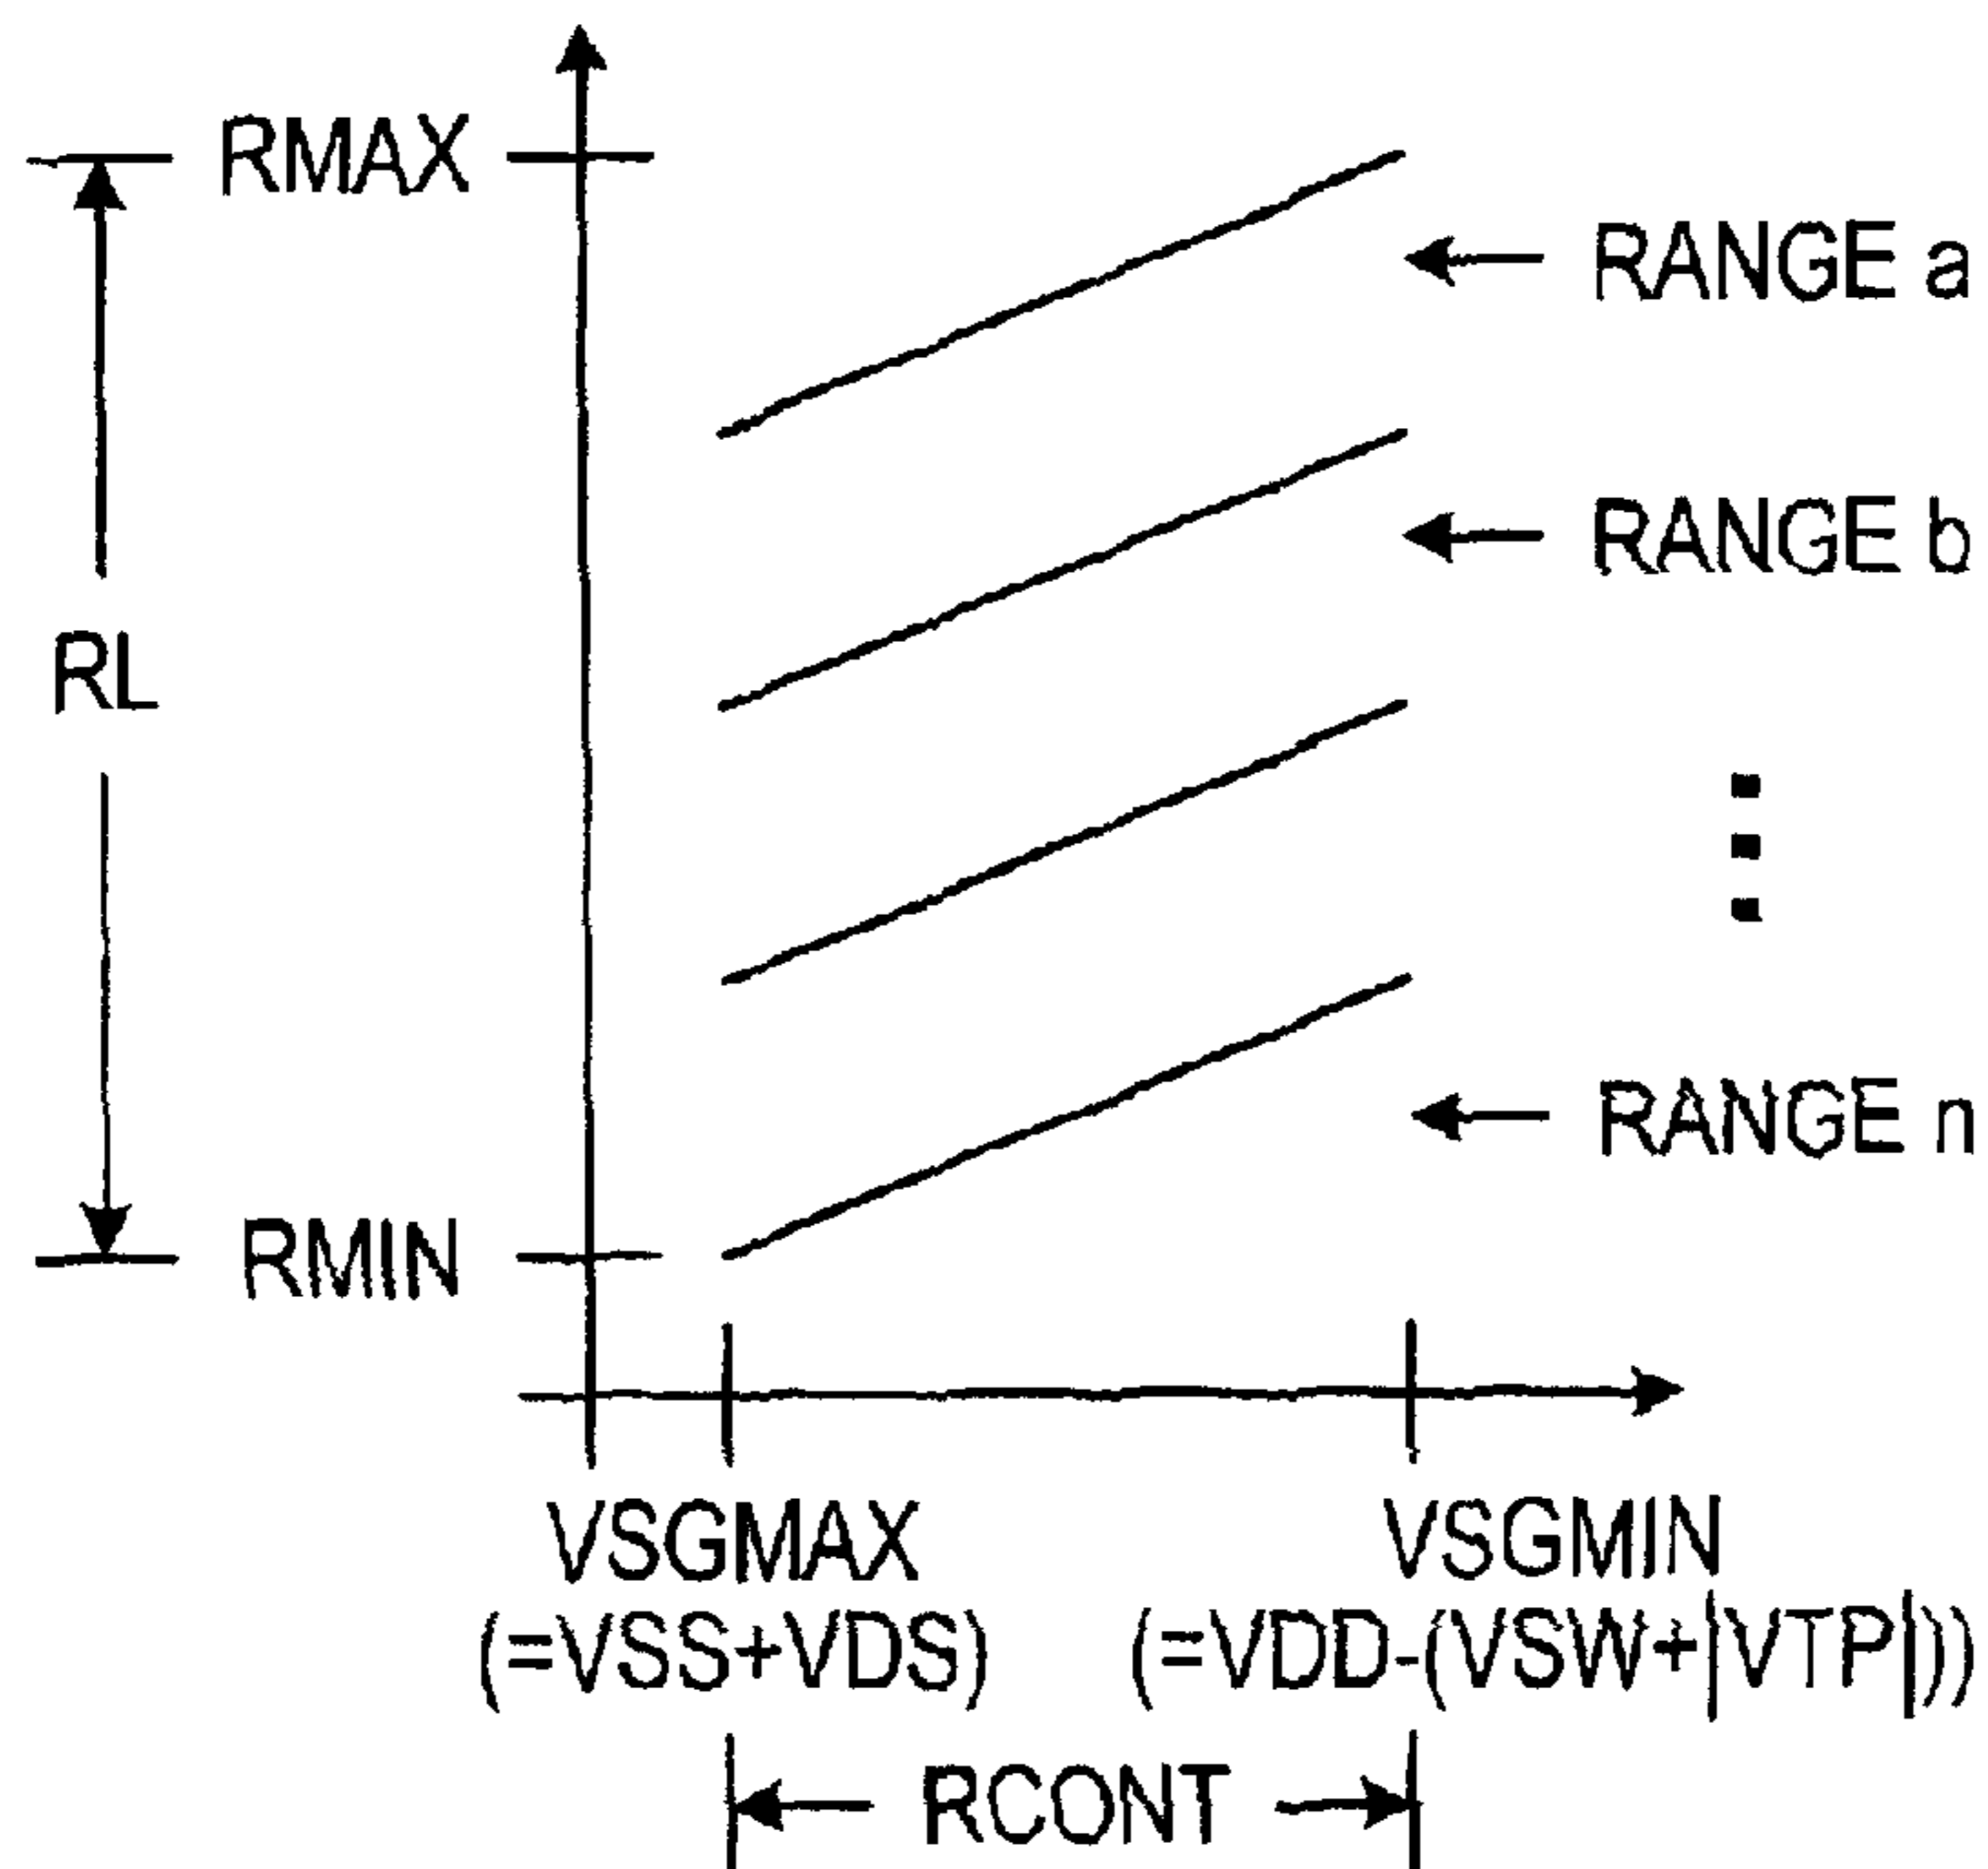 RMAX
RANGE a
RANGE b
RL
RANGE n
RMIN
VSGMAX
(=VSS+VDS)
VSGMIN
(=VDD-(VSW+|VTP|))
RCONT